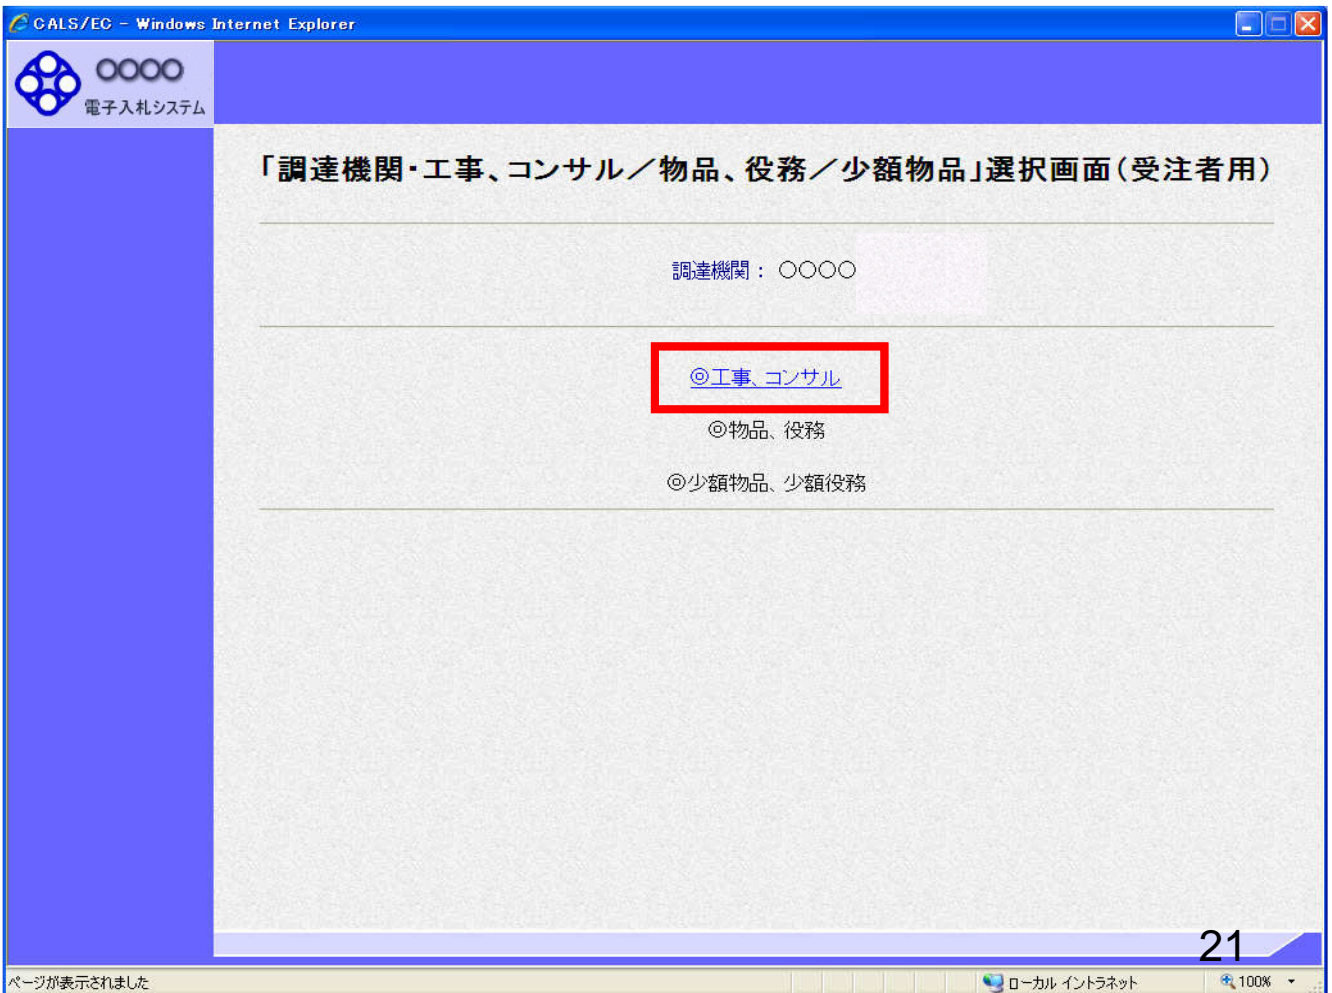 CALS/EC - Windows Internet Explorer
〇〇〇〇
電子入札システム
「調達機関・工事、コンサル／物品、役務／少額物品」選択画面（受注者用）
調達機関： 〇〇〇〇
◎工事、コンサル
◎物品、役務
◎少額物品、少額役務
21
ページが表示されました
ローカル イントラネット
100%